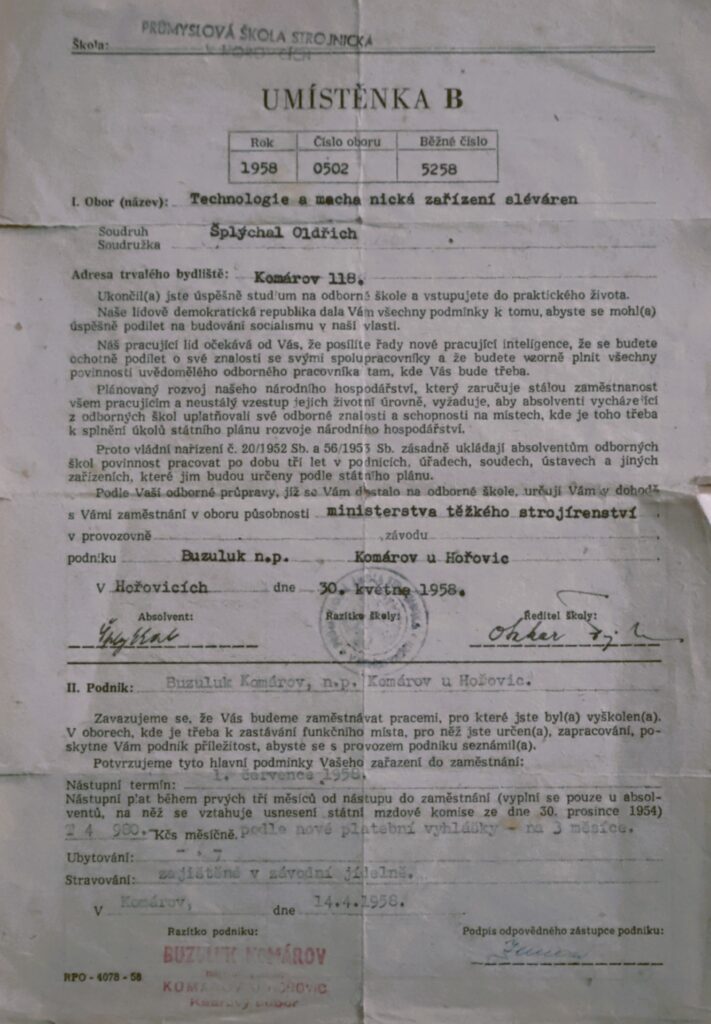 Škola:
PRŮMYSLOVÁ ŠKOLA STROJNICKÁ
V HOŘOVICÍCH
UMÍSTĚNKA B
Rok Číslo oboru Běžné číslo
1958 0502 5258
I. Obor (název): Technologie a mecha nická zařízení sléváren
Soudruh Šplýchal Oldřich
Soudružka
Adresa trvalého bydliště: Komárov 118.
Ukončil(a) jste úspěšně studium na odborné škole a vstupujete do praktického života.
Naše lidově demokratická republika dala Vám všechny podmínky k tomu, abyste se mohl(a)
úspěšně podílet na budování socialismu v naší vlasti.
Náš pracující lid očekává od Vás, že posílíte řady nové pracující inteligence, že se budete
ochotně podílet o své znalosti se svými spolupracovníky a že budete vzorně plnit všechny
povinnosti uvědomělého odborného pracovníka tam, kde Vás bude třeba.
Plánovaný rozvoj našeho národního hospodářství, který zaručuje stálou zaměstnanost
všem pracujícím a neustálý vzestup jejich životní úrovně, vyžaduje, aby absolventi vycházející
z odborných škol uplatňovali své odborné znalosti a schopnosti na místech, kde je toho třeba
k splnění úkolů státního plánu rozvoje národního hospodářství.
Proto vládní nařízení č. 20/1952 Sb. a 56/1953 Sb. zásadně ukládají absolventům odborných
škol povinnost pracovat po dobu tří let v podnicích, úřadech, soudech, ústavech a jiných
zařízeních, které jim budou určeny podle státního plánu.
Podle Vaší odborné průpravy, jíž se Vám dostalo na odborné škole, určují Vám v dohodě
s Vámi zaměstnání v oboru působnosti ministerstva těžkého strojírenství
v provozovně závodu
podniku Buzuluk n.p. Komárov u Hořovic
V Hořovicích dne 30. května 1958.
Absolvent: Razítko školy: Ředitel školy:
II. Podnik: Buzuluk Komárov, n.p. Komárov u Hořovic.
Zavazujeme se, že Vás budeme zaměstnávat pracemi, pro které jste byl(a) vyškolen(a).
V oborech, kde je třeba k zastávání funkčního místa, pro něž jste určen(a), zapracování, po-
skytne Vám podnik příležitost, abyste se s provozem podniku seznámil(a).
Potvrzujeme tyto hlavní podmínky Vašeho zařazení do zaměstnání:
Nástupní termín: 1. července 1958.
Nástupní plat během prvých tří měsíců od nástupu do zaměstnání (vyplní se pouze u absol-
ventů, na něž se vztahuje usnesení státní mzdové komise ze dne 30. prosince 1954)
T 4 980.- Kčs měsíčně. podle nové platební vyhlášky - na 3 měsíce.
Ubytování:
Stravování: zajištěné v závodní jídelně.
V Komárov, dne 14.4.1958.
Razítko podniku: Podpis odpovědného zástupce podniku:
BUZULUK KOMÁROV
KOMÁROV U HOŘOVIC
Kádrový odbor
RPO - 4078 - 58